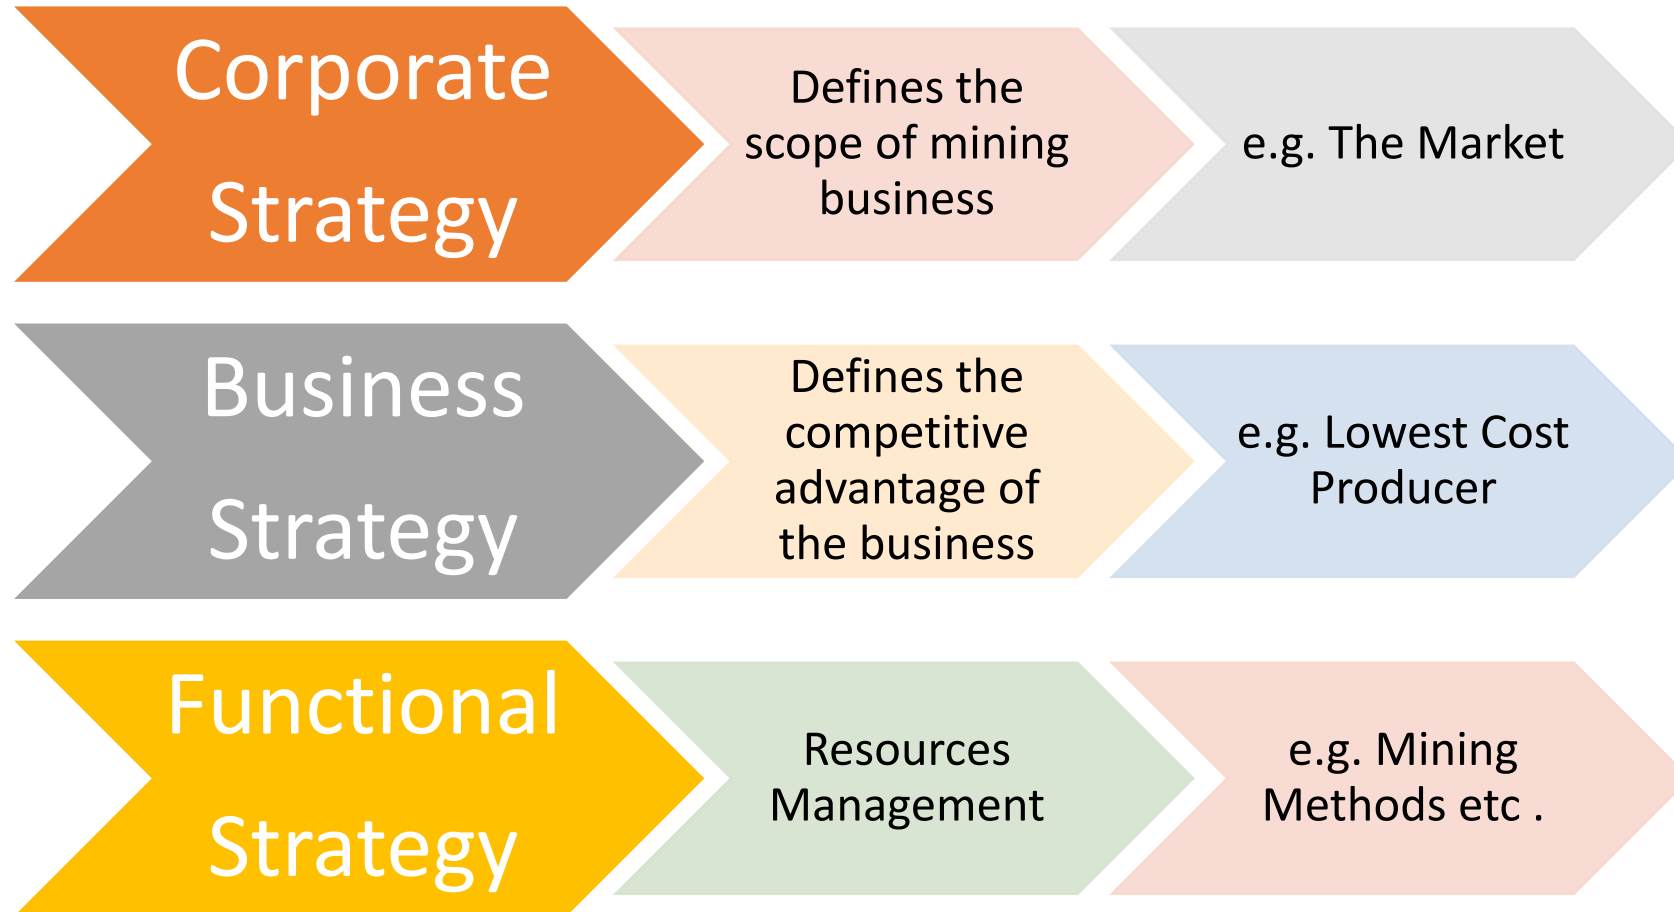 Corporate
Strategy
Defines the
scope of mining
business
e.g. The Market
Business
Strategy
Defines the
competitive
advantage of
the business
e.g. Lowest Cost
Producer
Functional
Strategy
Resources
Management
e.g. Mining
Methods etc .